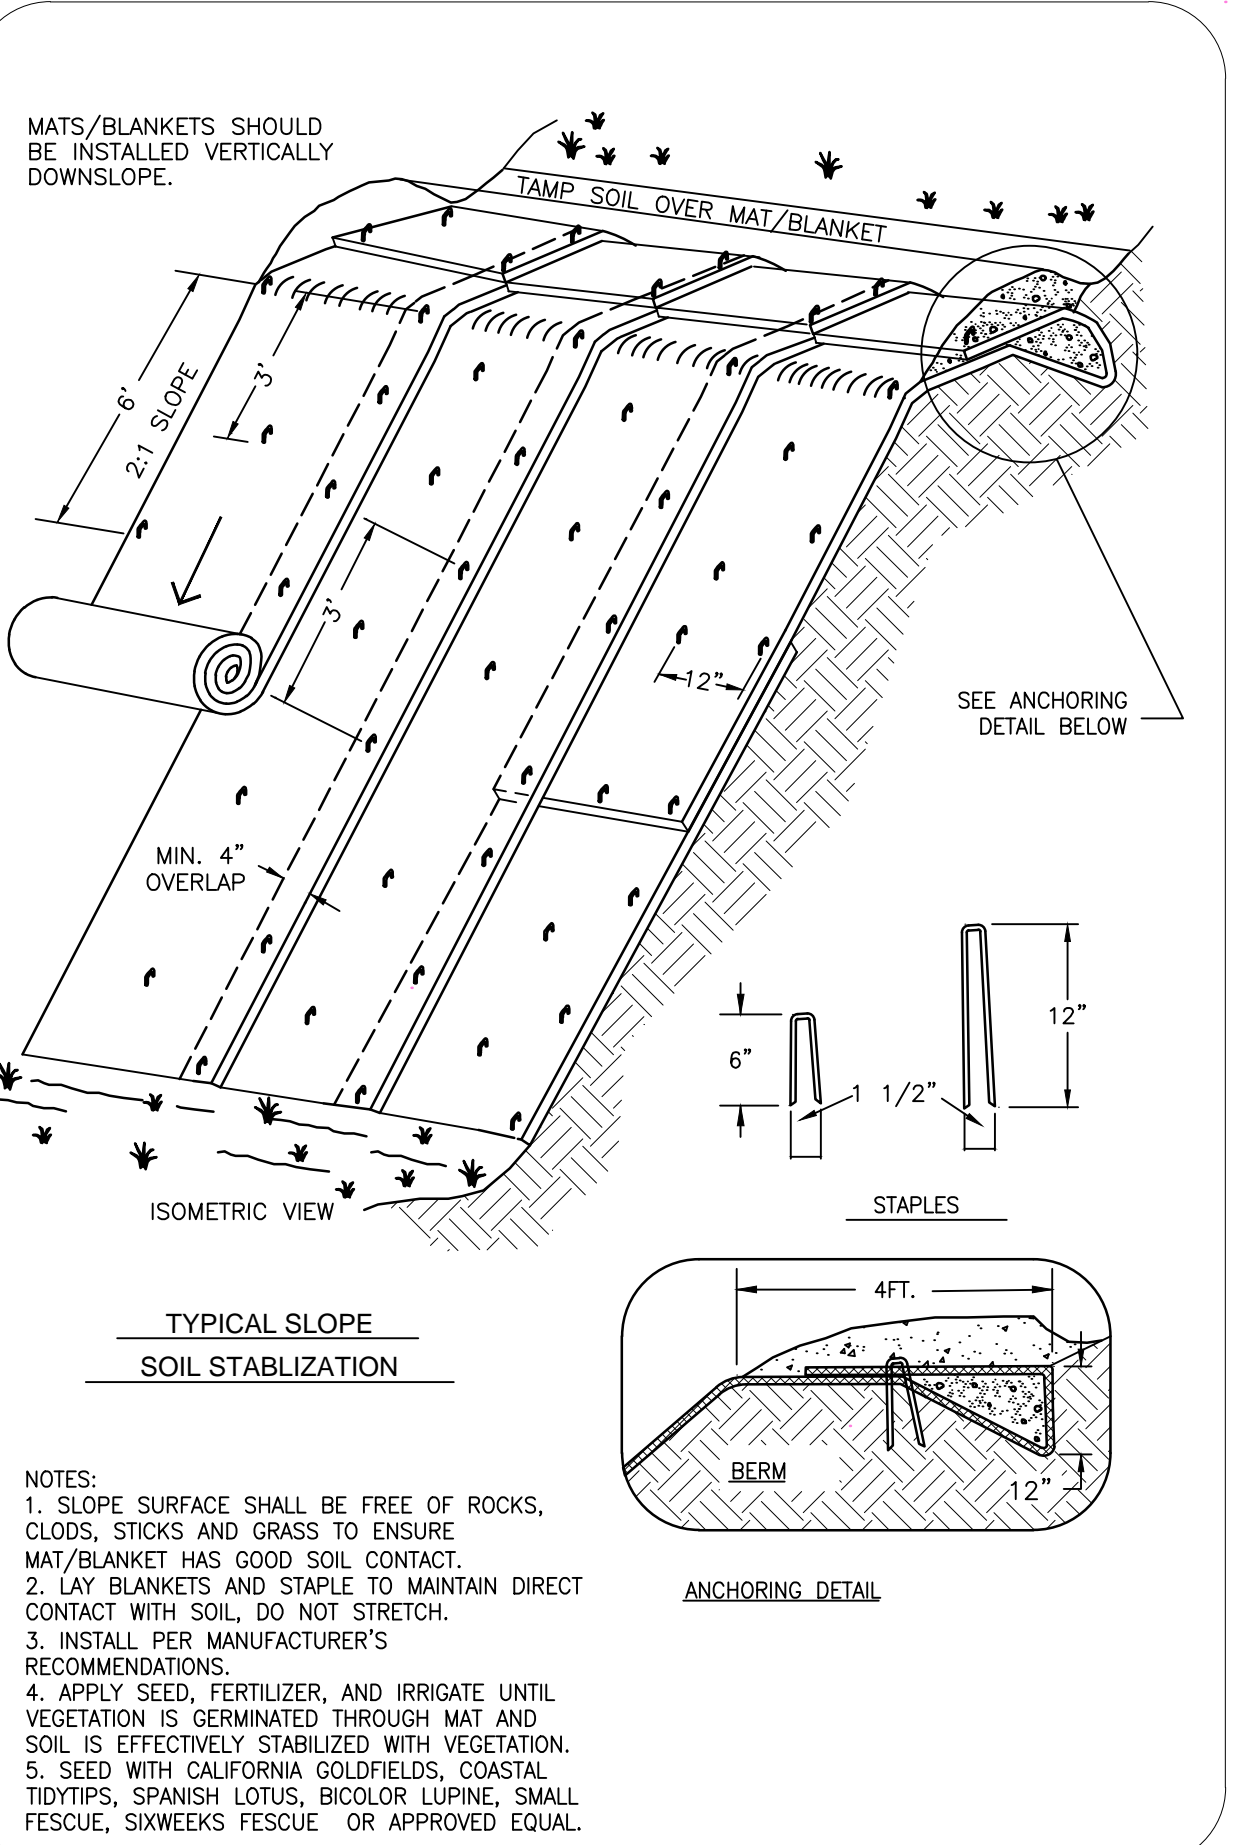 MATS/BLANKETS SHOULD
BE INSTALLED VERTICALLY
DOWNSLOPE.
TAMP SOIL OVER MAT/BLANKET
6'
2:1 SLOPE
3'
3'
12"
SEE ANCHORING
DETAIL BELOW
MIN. 4"
OVERLAP
6"
12"
1 1/2"
STAPLES
ISOMETRIC VIEW
TYPICAL SLOPE
SOIL STABLIZATION
4FT.
BERM
12"
ANCHORING DETAIL
NOTES:
1. SLOPE SURFACE SHALL BE FREE OF ROCKS,
CLODS, STICKS AND GRASS TO ENSURE
MAT/BLANKET HAS GOOD SOIL CONTACT.
2. LAY BLANKETS AND STAPLE TO MAINTAIN DIRECT
CONTACT WITH SOIL, DO NOT STRETCH.
3. INSTALL PER MANUFACTURER'S
RECOMMENDATIONS.
4. APPLY SEED, FERTILIZER, AND IRRIGATE UNTIL
VEGETATION IS GERMINATED THROUGH MAT AND
SOIL IS EFFECTIVELY STABILIZED WITH VEGETATION.
5. SEED WITH CALIFORNIA GOLDFIELDS, COASTAL
TIDYTIPS, SPANISH LOTUS, BICOLOR LUPINE, SMALL
FESCUE, SIXWEEKS FESCUE OR APPROVED EQUAL.